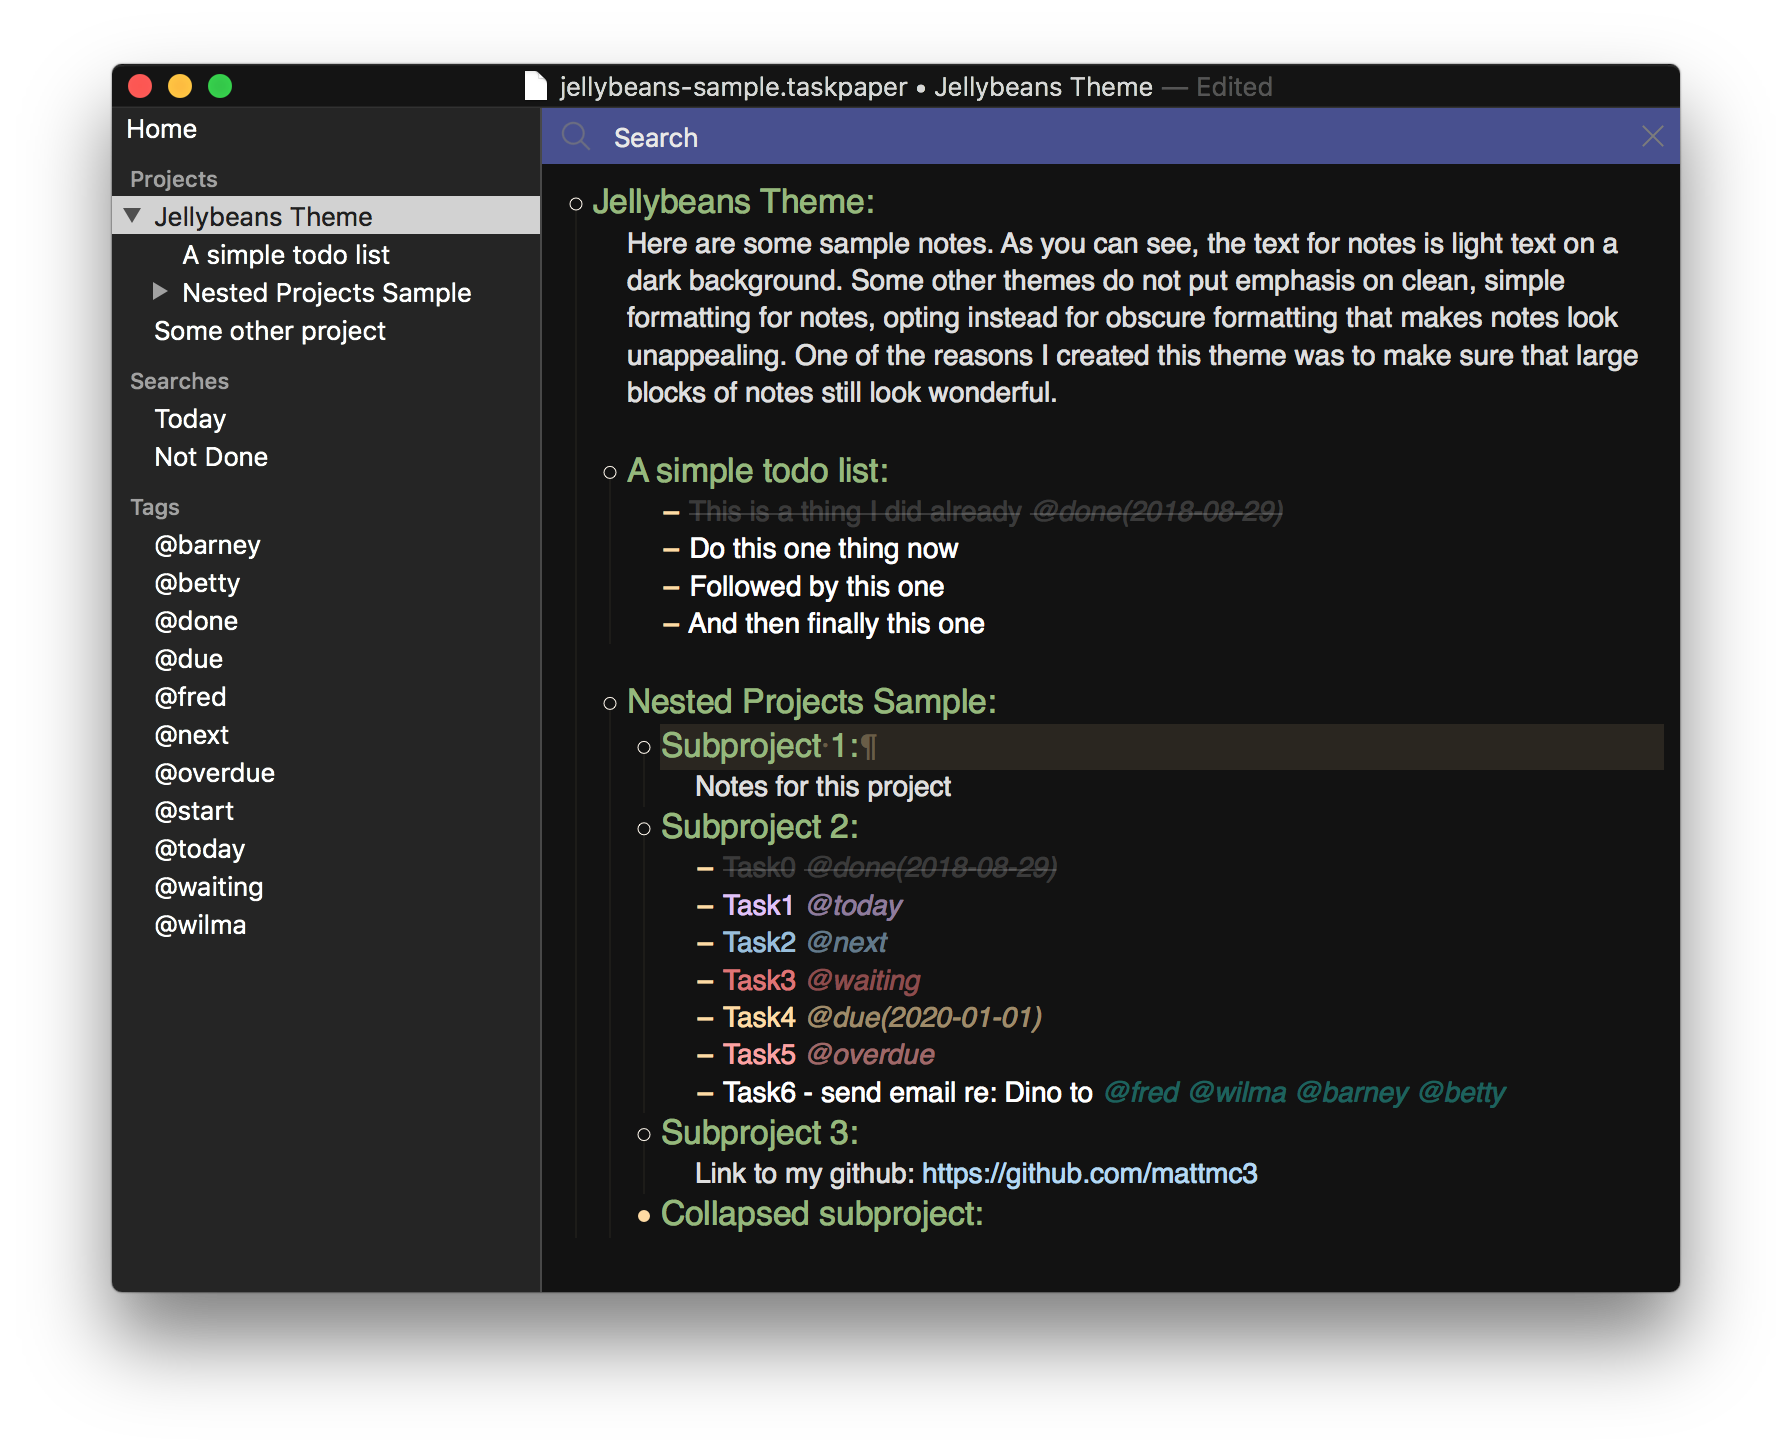 jellybeans-sample.taskpaper • Jellybeans Theme — Edited
Home
Projects
Jellybeans Theme
A simple todo list
Nested Projects Sample
Some other project
Searches
Today
Not Done
Tags
@barney
@betty
@done
@due
@fred
@next
@overdue
@start
@today
@waiting
@wilma
Search
Jellybeans Theme:
Here are some sample notes. As you can see, the text for notes is light text on a
dark background. Some other themes do not put emphasis on clean, simple
formatting for notes, opting instead for obscure formatting that makes notes look
unappealing. One of the reasons I created this theme was to make sure that large
blocks of notes still look wonderful.
A simple todo list:
– This is a thing I did already @done(2018-08-29)
– Do this one thing now
– Followed by this one
– And then finally this one
Nested Projects Sample:
Subproject·1:¶
Notes for this project
Subproject 2:
– Task0 @done(2018-08-29)
– Task1 @today
– Task2 @next
– Task3 @waiting
– Task4 @due(2020-01-01)
– Task5 @overdue
– Task6 - send email re: Dino to @fred @wilma @barney @betty
Subproject 3:
Link to my github: https://github.com/mattmc3
Collapsed subproject: